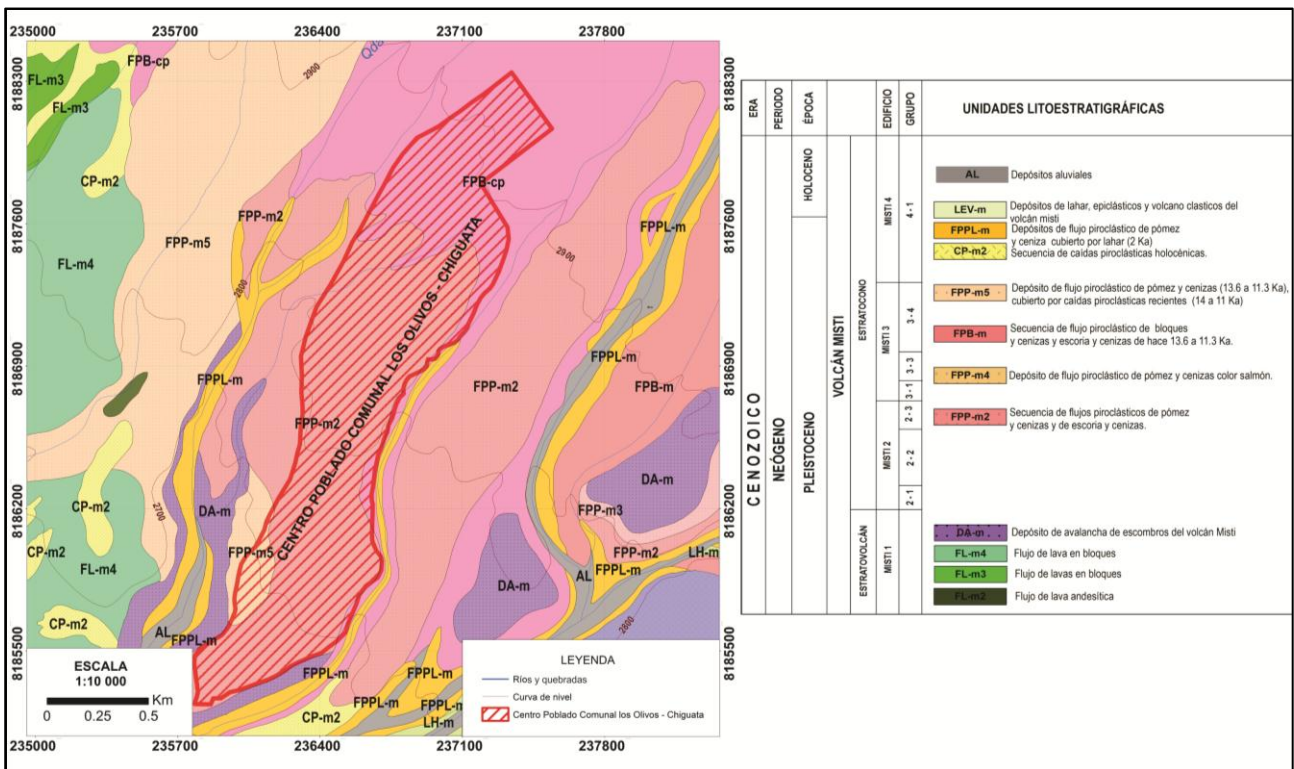 235000
235700
236400
237100
237800
8188300
8187600
8186900
8186200
8185500
8188300
8187600
8186900
8186200
8185500
FPB-cp
2900
FL-m3
FL-m3
CP-m2
FPB-cp
FPP-m2
FPP-m5
FPPL-m
FL-m4
2800
2900
CENTRO POBLADO COMUNAL LOS OLIVOS - CHIGUATA
FPPL-m
FPPL-m
FPP-m2
FPB-m
FPP-m2
DA-m
2700
CP-m2
DA-m
FPP-m3
FPP-m5
FPP-m2
LH-m
CP-m2
FL-m4
FPPL-m
AL
DA-m
CP-m2
2800
AL
FPPL-m
FPPL-m
FPPL-m
FPPL-m
FPPL-m
CP-m2
LH-m
ESCALA
1:10 000
Km
0
0.25
0.5
LEYENDA
Ríos y quebradas
Curva de nivel
Centro Poblado Comunal los Olivos - Chiguata
235000
235700
236400
237100
237800
ERA
PERIODO
ÉPOCA
EDIFICIO
GRUPO
UNIDADES LITOESTRATIGRÁFICAS
CENOZOICO
NEÓGENO
HOLOCENO
PLEISTOCENO
VOLCÁN MISTI
ESTRATOCONO
ESTRATOVOLCÁN
MISTI 4
MISTI 3
MISTI 2
MISTI 1
4 - 1
3 - 4
3 - 3
3 - 1
2 - 3
2 - 2
2 - 1
AL Depósitos aluviales
LEV-m Depósitos de lahar, epiclásticos y volcano clasticos del
volcán misti
FPPL-m Depósitos de flujo piroclástico de pómez
y ceniza cubierto por lahar (2 Ka)
CP-m2 Secuencia de caídas piroclásticas holocénicas.
FPP-m5 Depósito de flujo piroclástico de pómez y cenizas (13.6 a 11.3 Ka),
cubierto por caídas piroclásticas recientes (14 a 11 Ka)
FPB-m Secuencia de flujo piroclástico de bloques
y cenizas y escoria y cenizas de hace 13.6 a 11.3 Ka.
FPP-m4 Depósito de flujo piroclástico de pómez y cenizas color salmón.
FPP-m2 Secuencia de flujos piroclásticos de pómez
y cenizas y de escoria y cenizas.
DA-m Depósito de avalancha de escombros del volcán Misti
FL-m4 Flujo de lava en bloques
FL-m3 Flujo de lavas en bloques
FL-m2 Flujo de lava andesítica